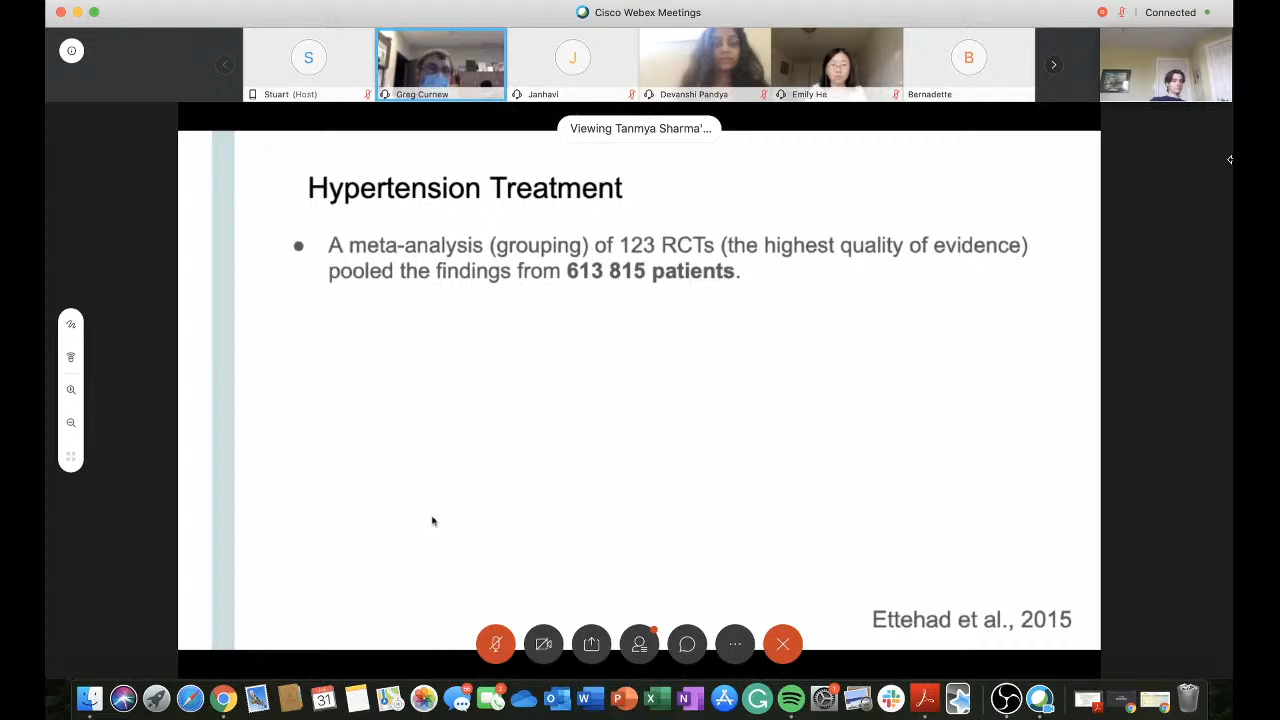 Cisco Webex Meetings
Connected
S
J
B
Stuart (Host)
Greg Curnew
Janhavi
Devanshi Pandya
Emily He
Bernadette
Viewing Tanmya Sharma'...
Hypertension Treatment
A meta-analysis (grouping) of 123 RCTs (the highest quality of evidence)
pooled the findings from 613 815 patients.
Ettehad et al., 2015